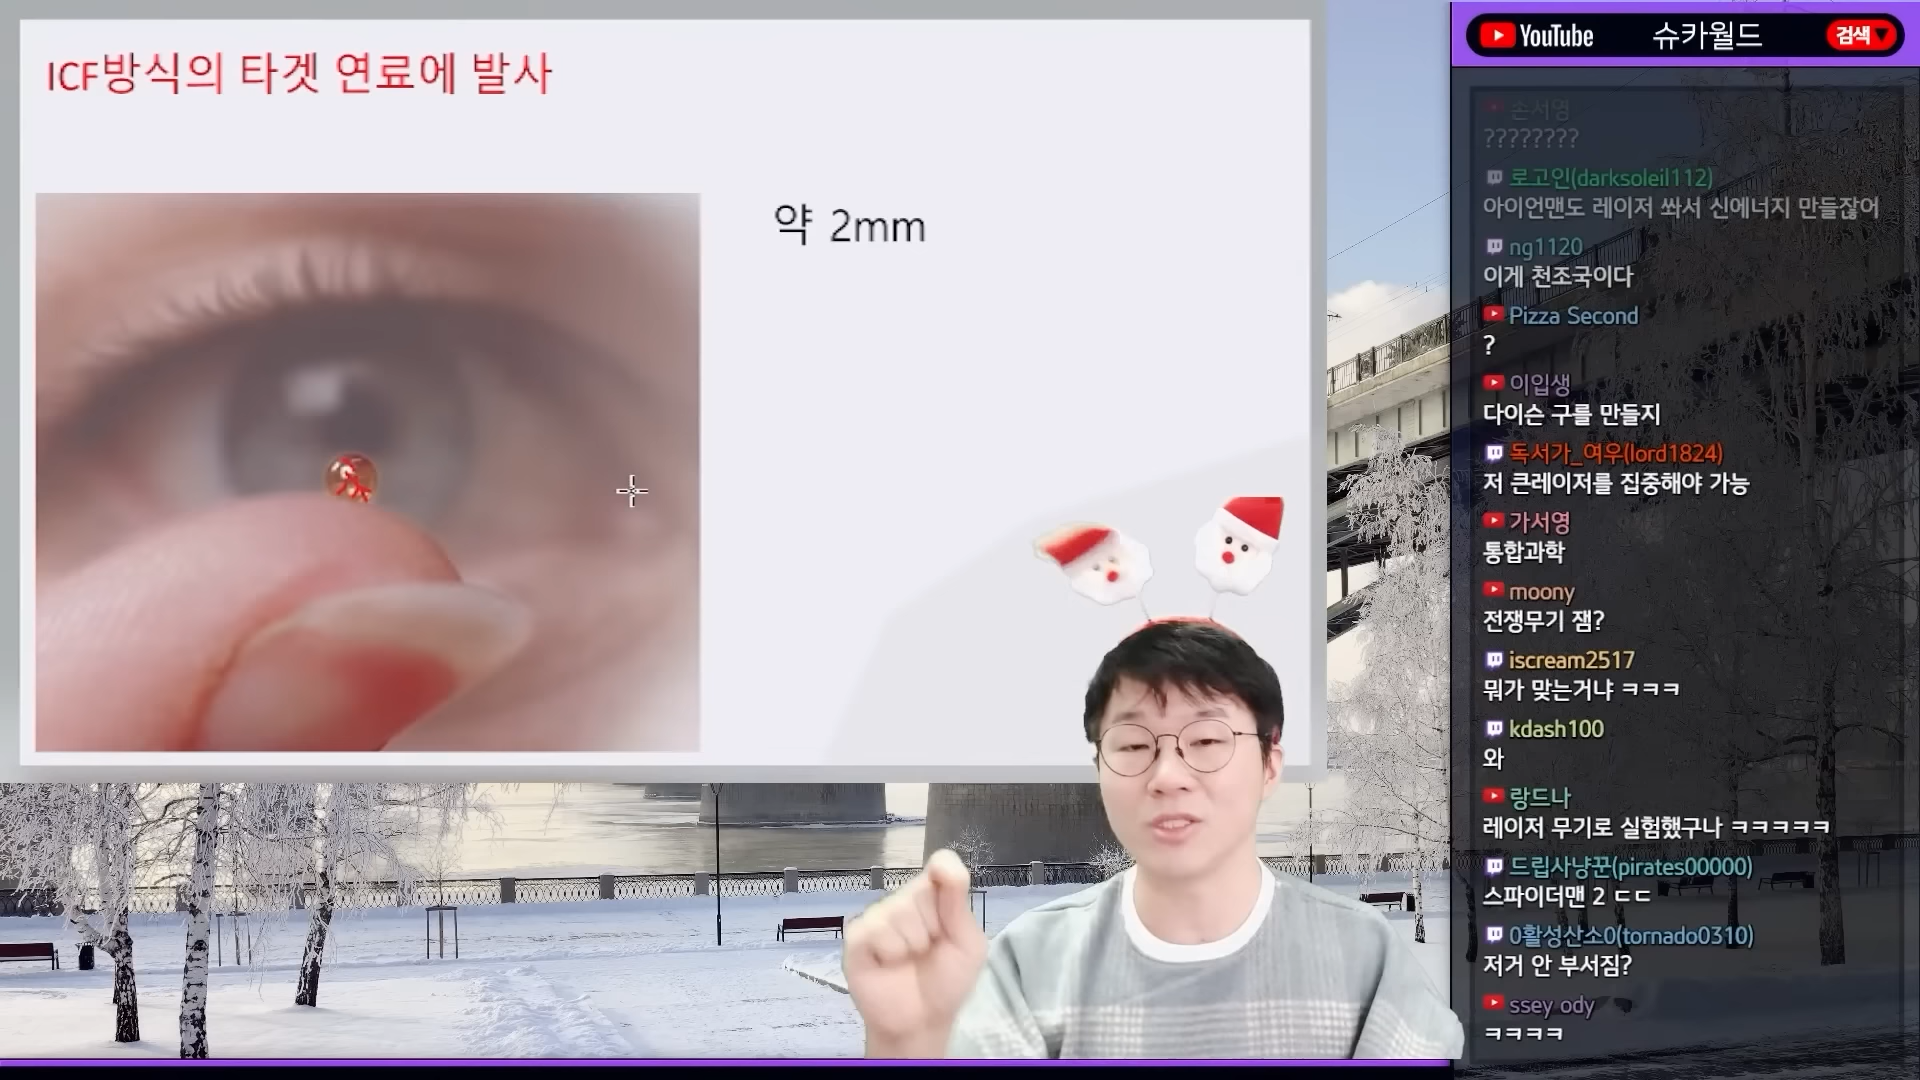 ICF방식의 타겟 연료에 발사
약 2mm
YouTube 슈카월드 검색
손서영
????????
로고인(darksoleil112)
아이언맨도 레이저 쏴서 신에너지 만들잖어
ng1120
이게 천조국이다
Pizza Second
?
이입생
다이슨 구를 만들지
독서가_여우(lord1824)
저 큰레이저를 집중해야 가능
가서영
통합과학
moony
전쟁무기 잼?
iscream2517
뭐가 맞는거냐 ㅋㅋㅋ
kdash100
와
랑드나
레이저 무기로 실험했구나 ㅋㅋㅋㅋㅋ
드립사냥꾼(pirates00000)
스파이더맨 2 ㄷㄷ
0활성산소0(tornado0310)
저거 안 부서짐?
ssey ody
ㅋㅋㅋㅋ